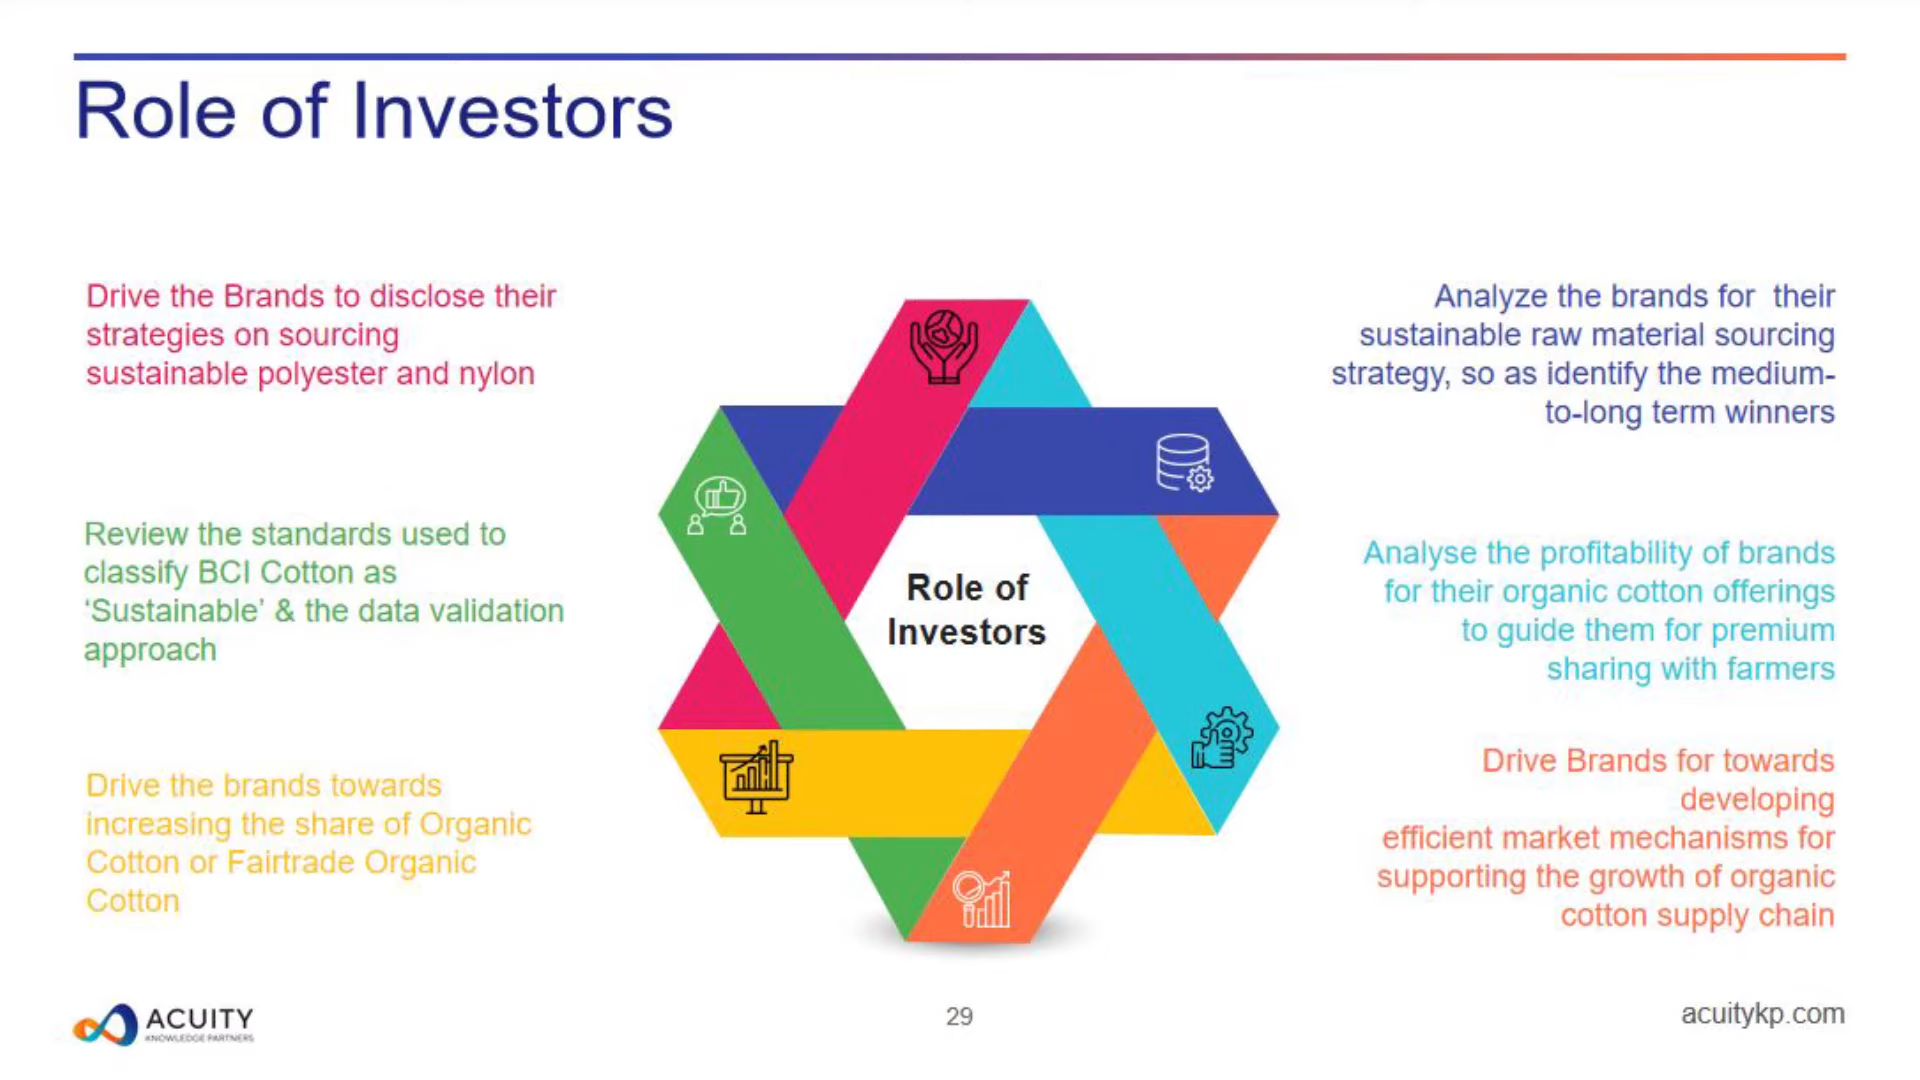 Role of Investors
Drive the Brands to disclose their
strategies on sourcing
sustainable polyester and nylon
Review the standards used to
classify BCI Cotton as
‘Sustainable’ & the data validation
approach
Drive the brands towards
increasing the share of Organic
Cotton or Fairtrade Organic
Cotton
Role of
Investors
Analyze the brands for their
sustainable raw material sourcing
strategy, so as identify the medium-
to-long term winners
Analyse the profitability of brands
for their organic cotton offerings
to guide them for premium
sharing with farmers
Drive Brands for towards
developing
efficient market mechanisms for
supporting the growth of organic
cotton supply chain
ACUITY
KNOWLEDGE PARTNERS
29
acuitykp.com